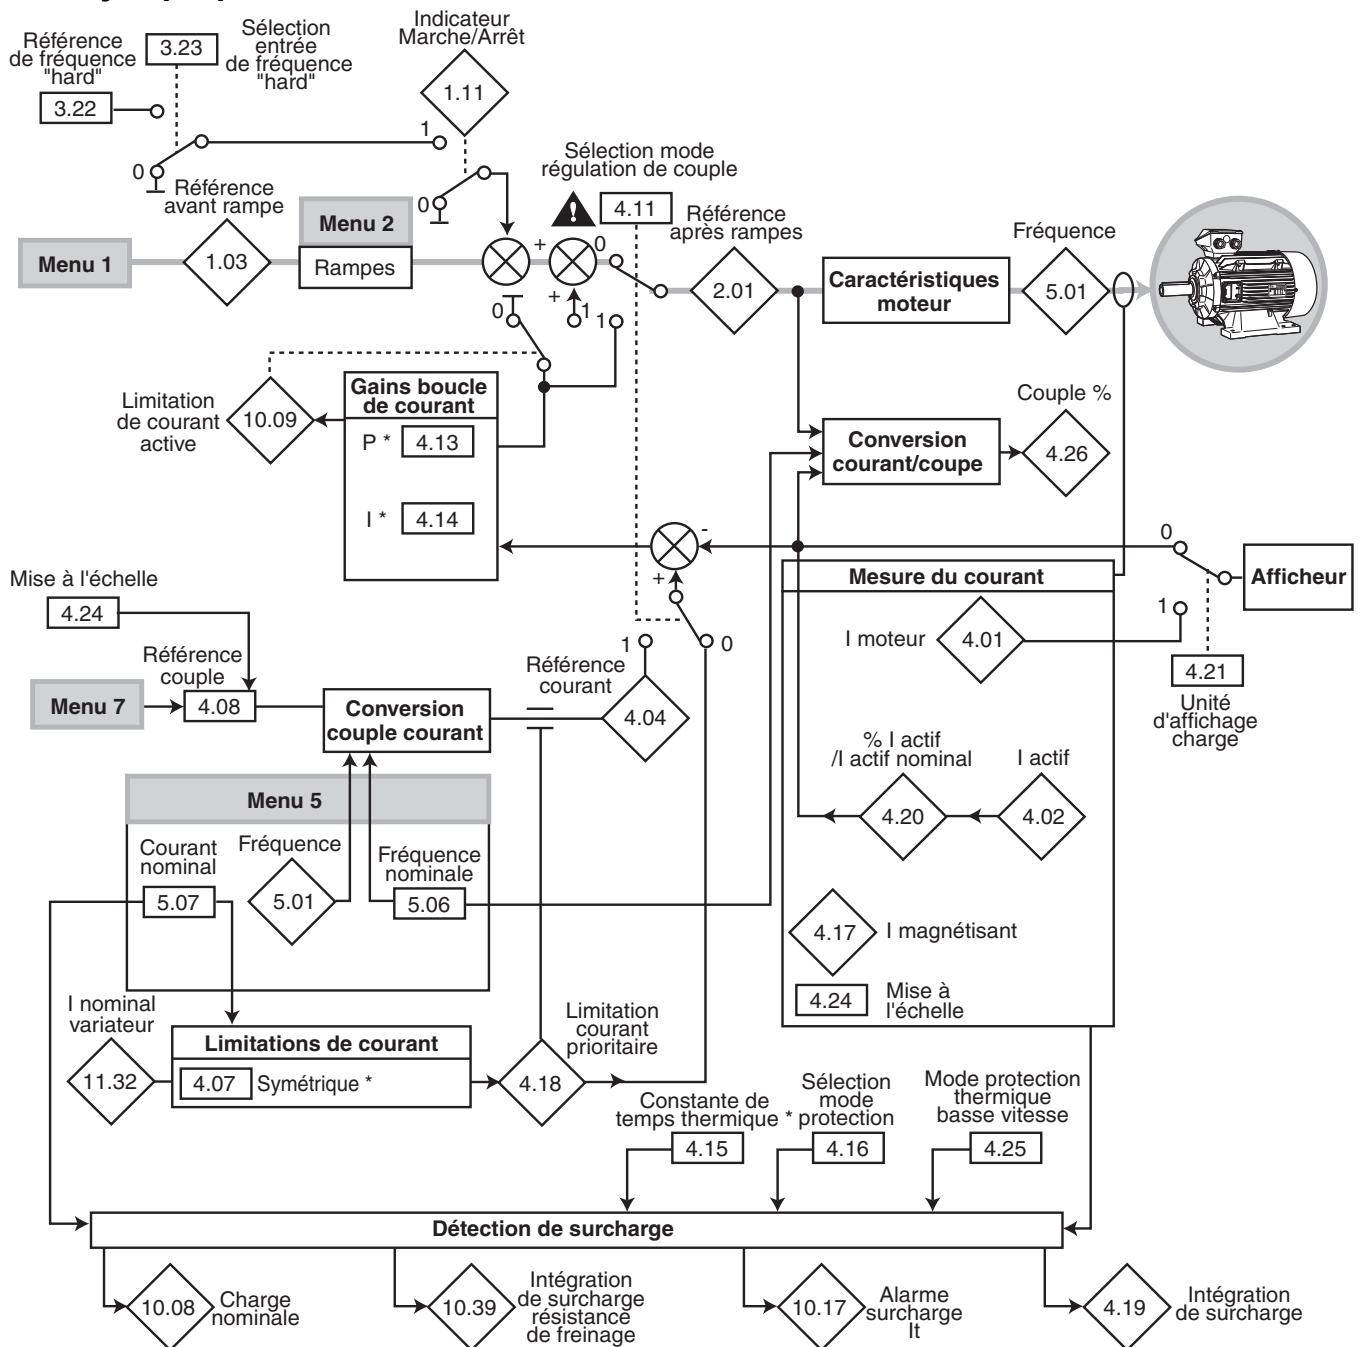 Référence
de fréquence
"hard"
3.22
3.23
Sélection
entrée
de fréquence
"hard"
Indicateur
Marche/Arrêt
1.11
0
1
0
Sélection mode
régulation de couple
4.11
Menu 1
Référence
avant rampe
1.03
Menu 2
Rampes
+
+
0
0
1
1
Référence
après rampes
2.01
Caractéristiques
moteur
Fréquence
5.01
Limitation
de courant
active
10.09
Gains boucle
de courant
P * 4.13
I * 4.14
Conversion
courant/coupe
Couple %
4.26
-
+
1
0
0
1
Afficheur
4.21
Unité
d'affichage
charge
Mesure du courant
I moteur 4.01
% I actif
/I actif nominal
4.20
I actif
4.02
4.17 I magnétisant
4.24 Mise à
l'échelle
Mise à l'échelle
4.24
Référence
couple
Menu 7
4.08
Conversion
couple courant
Référence
courant
4.04
Menu 5
Courant
nominal
5.07
Fréquence
5.01
Fréquence
nominale
5.06
I nominal
variateur
11.32
Limitations de courant
4.07 Symétrique *
4.18
Limitation
courant
prioritaire
Constante de
temps thermique *
4.15
Sélection
mode
protection
4.16
Mode protection
thermique
basse vitesse
4.25
Détection de surcharge
10.08 Charge
nominale
10.39 Intégration
de surcharge
résistance
de freinage
10.17 Alarme
surcharge
It
4.19 Intégration
de surcharge